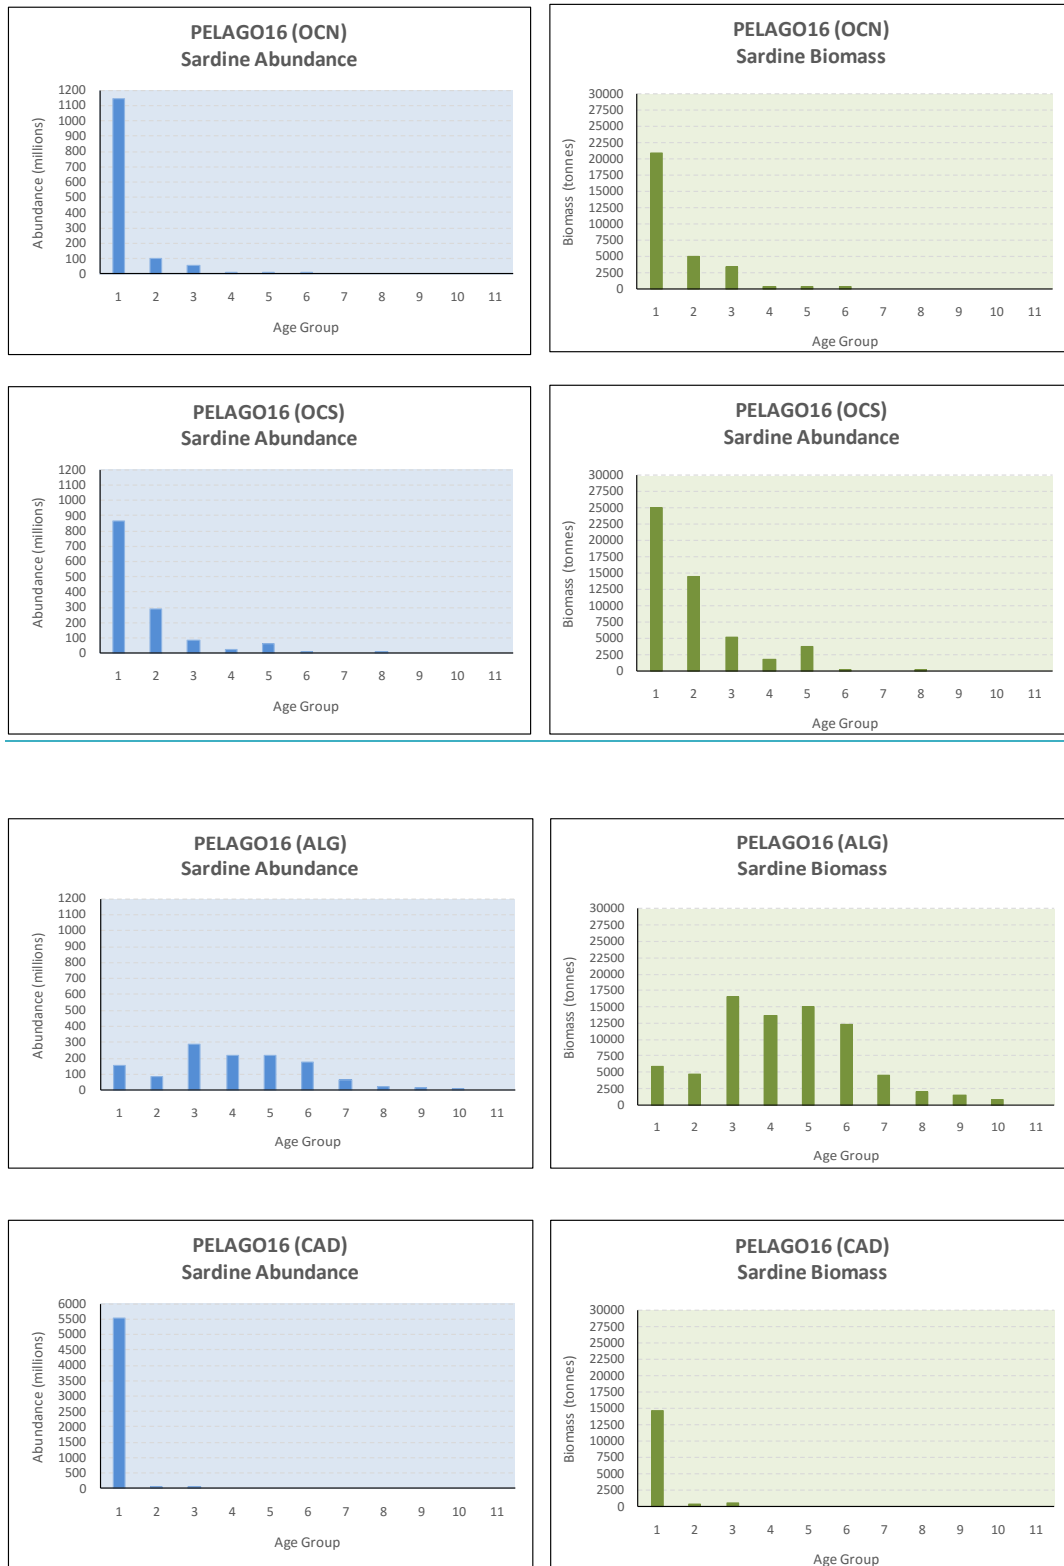 PELAGO16 (OCN)
Sardine Abundance
Abundance (millions)
1200
1100
1000
900
800
700
600
500
400
300
200
100
0
1 2 3 4 5 6 7 8 9 10 11
Age Group
PELAGO16 (OCN)
Sardine Biomass
Biomass (tonnes)
30000
27500
25000
22500
20000
17500
15000
12500
10000
7500
5000
2500
0
1 2 3 4 5 6 7 8 9 10 11
Age Group
PELAGO16 (OCS)
Sardine Abundance
Abundance (millions)
1200
1100
1000
900
800
700
600
500
400
300
200
100
0
1 2 3 4 5 6 7 8 9 10 11
Age Group
PELAGO16 (OCS)
Sardine Abundance
Biomass (tonnes)
30000
27500
25000
22500
20000
17500
15000
12500
10000
7500
5000
2500
0
1 2 3 4 5 6 7 8 9 10 11
Age Group
PELAGO16 (ALG)
Sardine Abundance
Abundance (millions)
1200
1100
1000
900
800
700
600
500
400
300
200
100
0
1 2 3 4 5 6 7 8 9 10 11
Age Group
PELAGO16 (ALG)
Sardine Biomass
Biomass (tonnes)
30000
27500
25000
22500
20000
17500
15000
12500
10000
7500
5000
2500
0
1 2 3 4 5 6 7 8 9 10 11
Age Group
PELAGO16 (CAD)
Sardine Abundance
Abundance (millions)
6000
5500
5000
4500
4000
3500
3000
2500
2000
1500
1000
500
0
1 2 3 4 5 6 7 8 9 10 11
Age Group
PELAGO16 (CAD)
Sardine Biomass
Biomass (tonnes)
30000
27500
25000
22500
20000
17500
15000
12500
10000
7500
5000
2500
0
1 2 3 4 5 6 7 8 9 10 11
Age Group